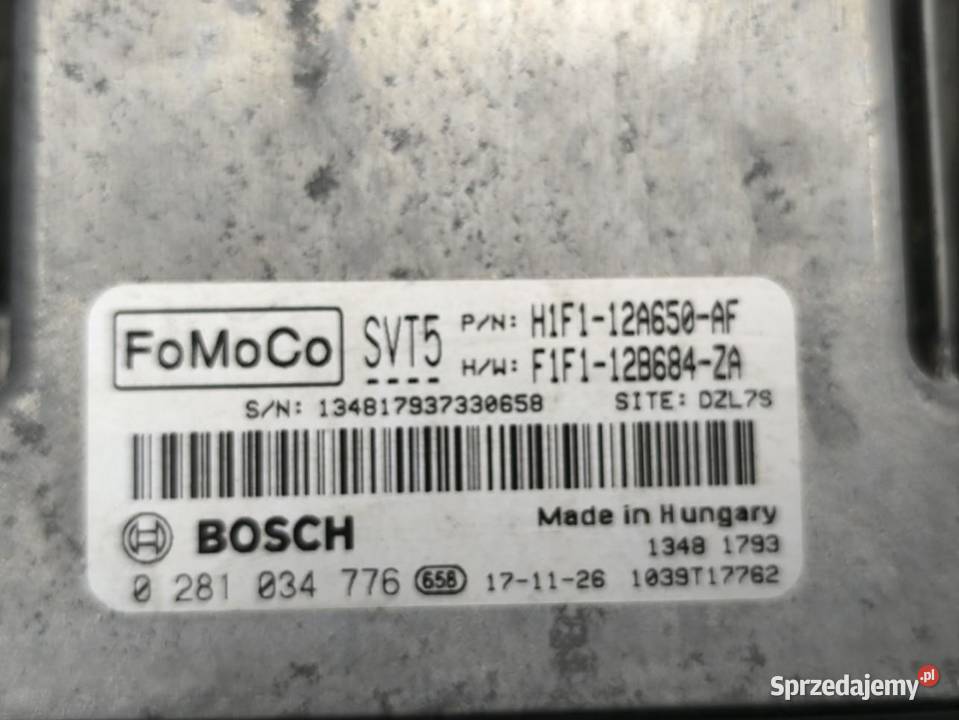 FoMoCo SVT5 P/N: H1F1-12A650-AF
H/W: F1F1-12B684-ZA
S/N: 134817937330658 SITE: DZL7S
BOSCH Made in Hungary
1348 1793
0 281 034 776 658 17-11-26 1039T17762
Sprzedajemy.pl